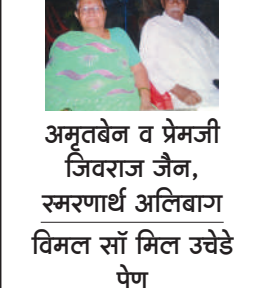 अमृतबेन व प्रेमजी
जिवराज जैन,
स्मरणार्थ अलिबाग
विमल सॉ मिल उचेडे
पेण